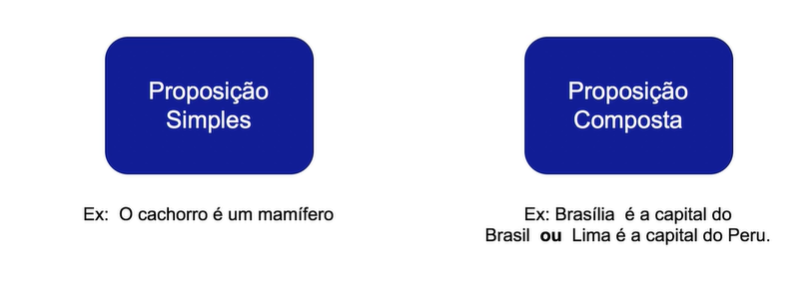 Proposição
Simples
Proposição
Composta
Ex: O cachorro é um mamífero
Ex: Brasília é a capital do
Brasil ou Lima é a capital do Peru.